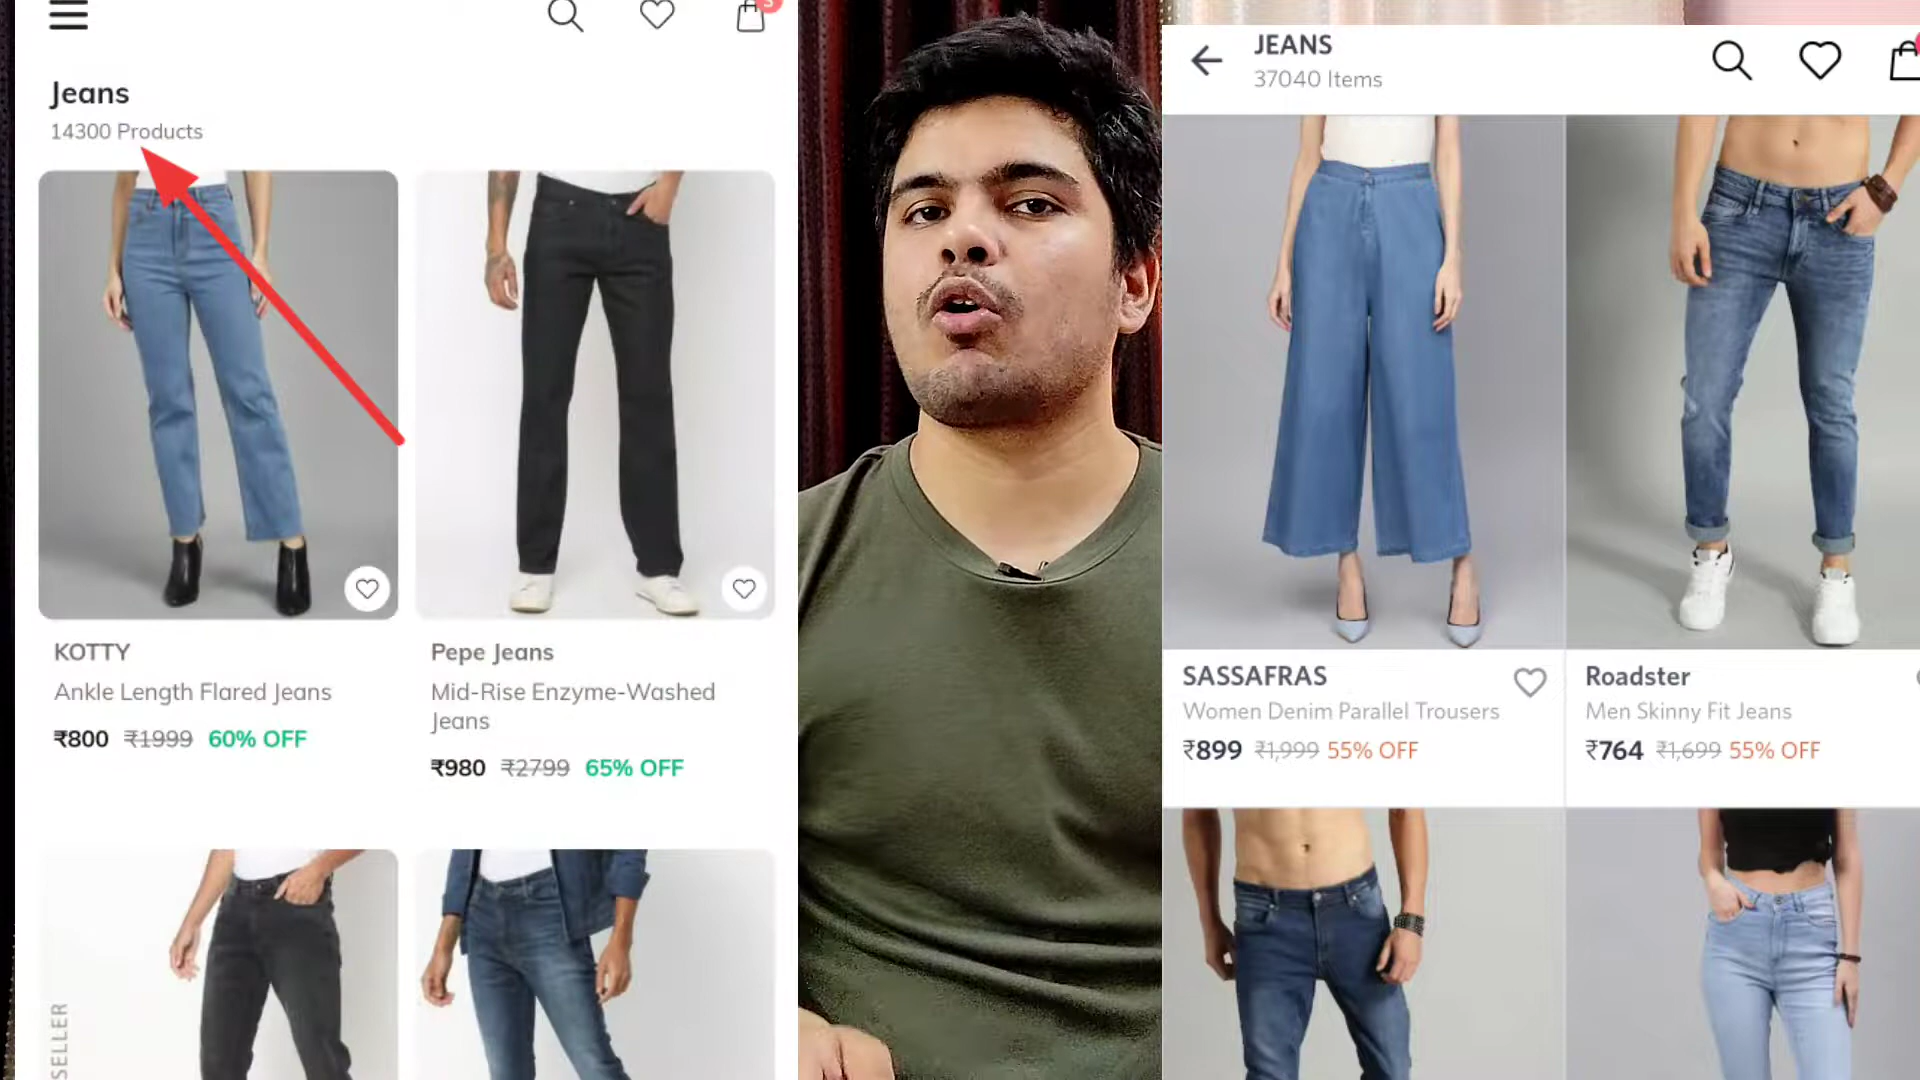 3
Jeans
14300 Products
KOTTY
Ankle Length Flared Jeans
₹800 ₹1999 60% OFF
Pepe Jeans
Mid-Rise Enzyme-Washed
Jeans
₹980 ₹2799 65% OFF
SELLER
JEANS
37040 Items
SASSAFRAS
Women Denim Parallel Trousers
₹899 ₹1,999 55% OFF
Roadster
Men Skinny Fit Jeans
₹764 ₹1,699 55% OFF